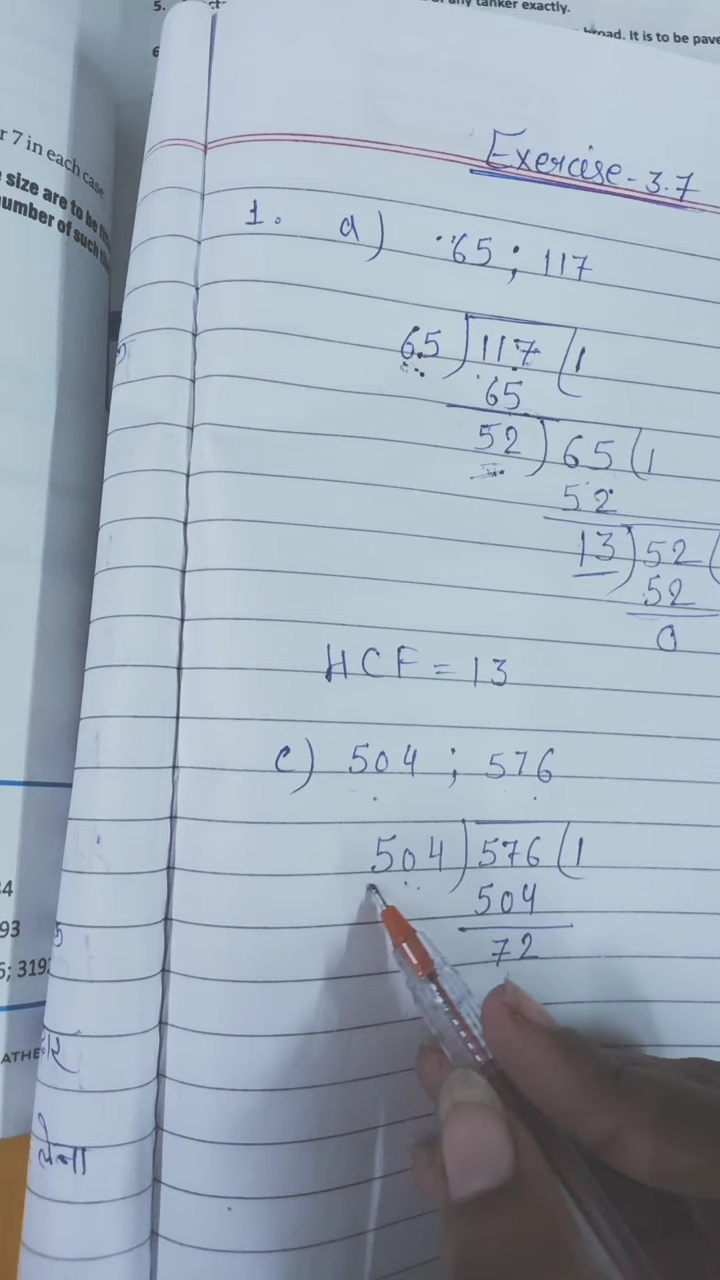 5.
any tanker exactly.
broad. It is to be pave
6
r 7 in each case
size are to be
umber of such
Exercise-3.7
1. a) 65 ; 117
65 ) 117 ( 1
65
52 ) 65 ( 1
52
13 ) 52 (
52
0
HCF = 13
c) 504 ; 576
504 ) 576 ( 1
504
72
4
93
5; 319
ATHE
लेना